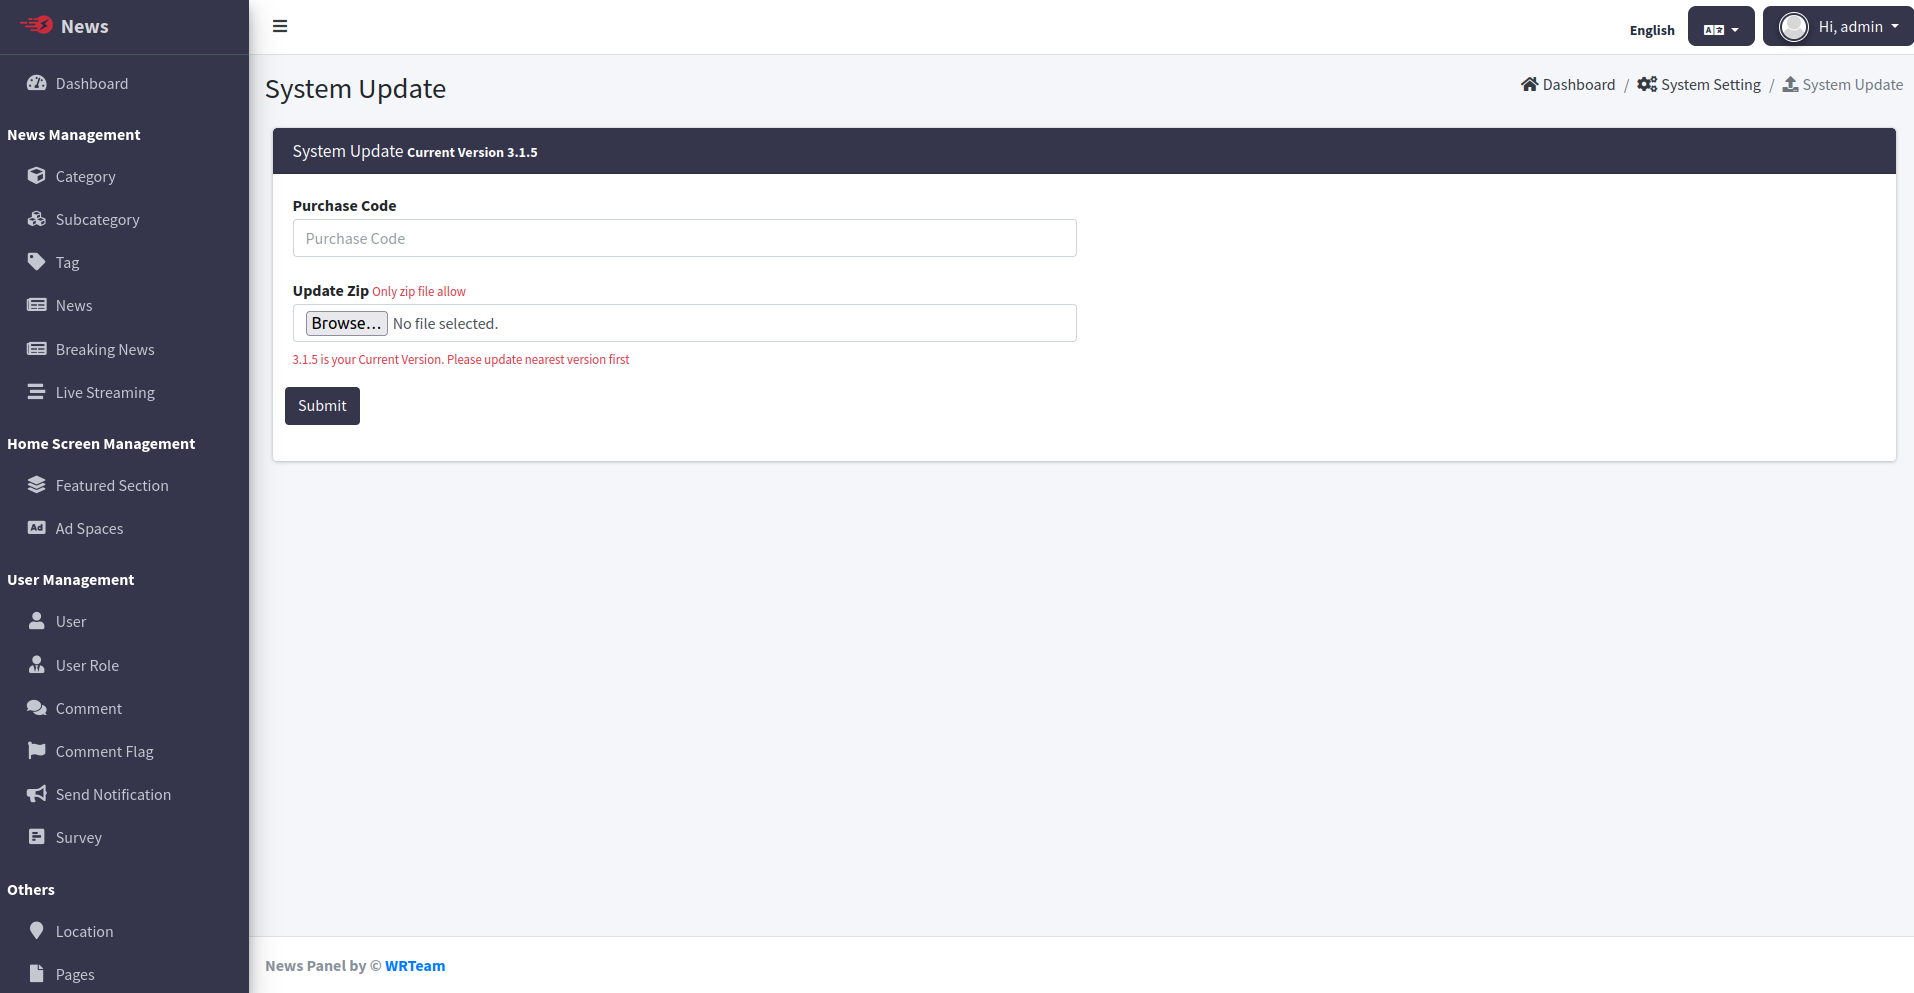 News
English
Hi, admin
Dashboard
News Management
Category
Subcategory
Tag
News
Breaking News
Live Streaming
Home Screen Management
Featured Section
Ad Spaces
User Management
User
User Role
Comment
Comment Flag
Send Notification
Survey
Others
Location
Pages
System Update
Dashboard / System Setting / System Update
System Update Current Version 3.1.5
Purchase Code
Purchase Code
Update Zip Only zip file allow
Browse... No file selected.
3.1.5 is your Current Version. Please update nearest version first
Submit
News Panel by © WRTeam